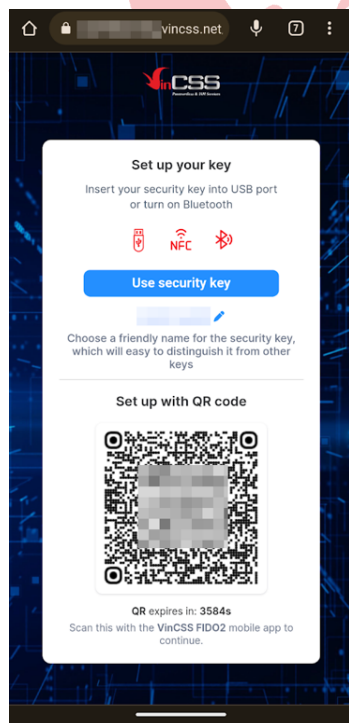 vincss.net
7
VinCSS
Passwordless & IAM Services
Set up your key
Insert your security key into USB port
or turn on Bluetooth
NFC
Use security key
Choose a friendly name for the security key,
which will easy to distinguish it from other
keys
Set up with QR code
QR expires in: 3584s
Scan this with the VinCSS FIDO2 mobile app to
continue.